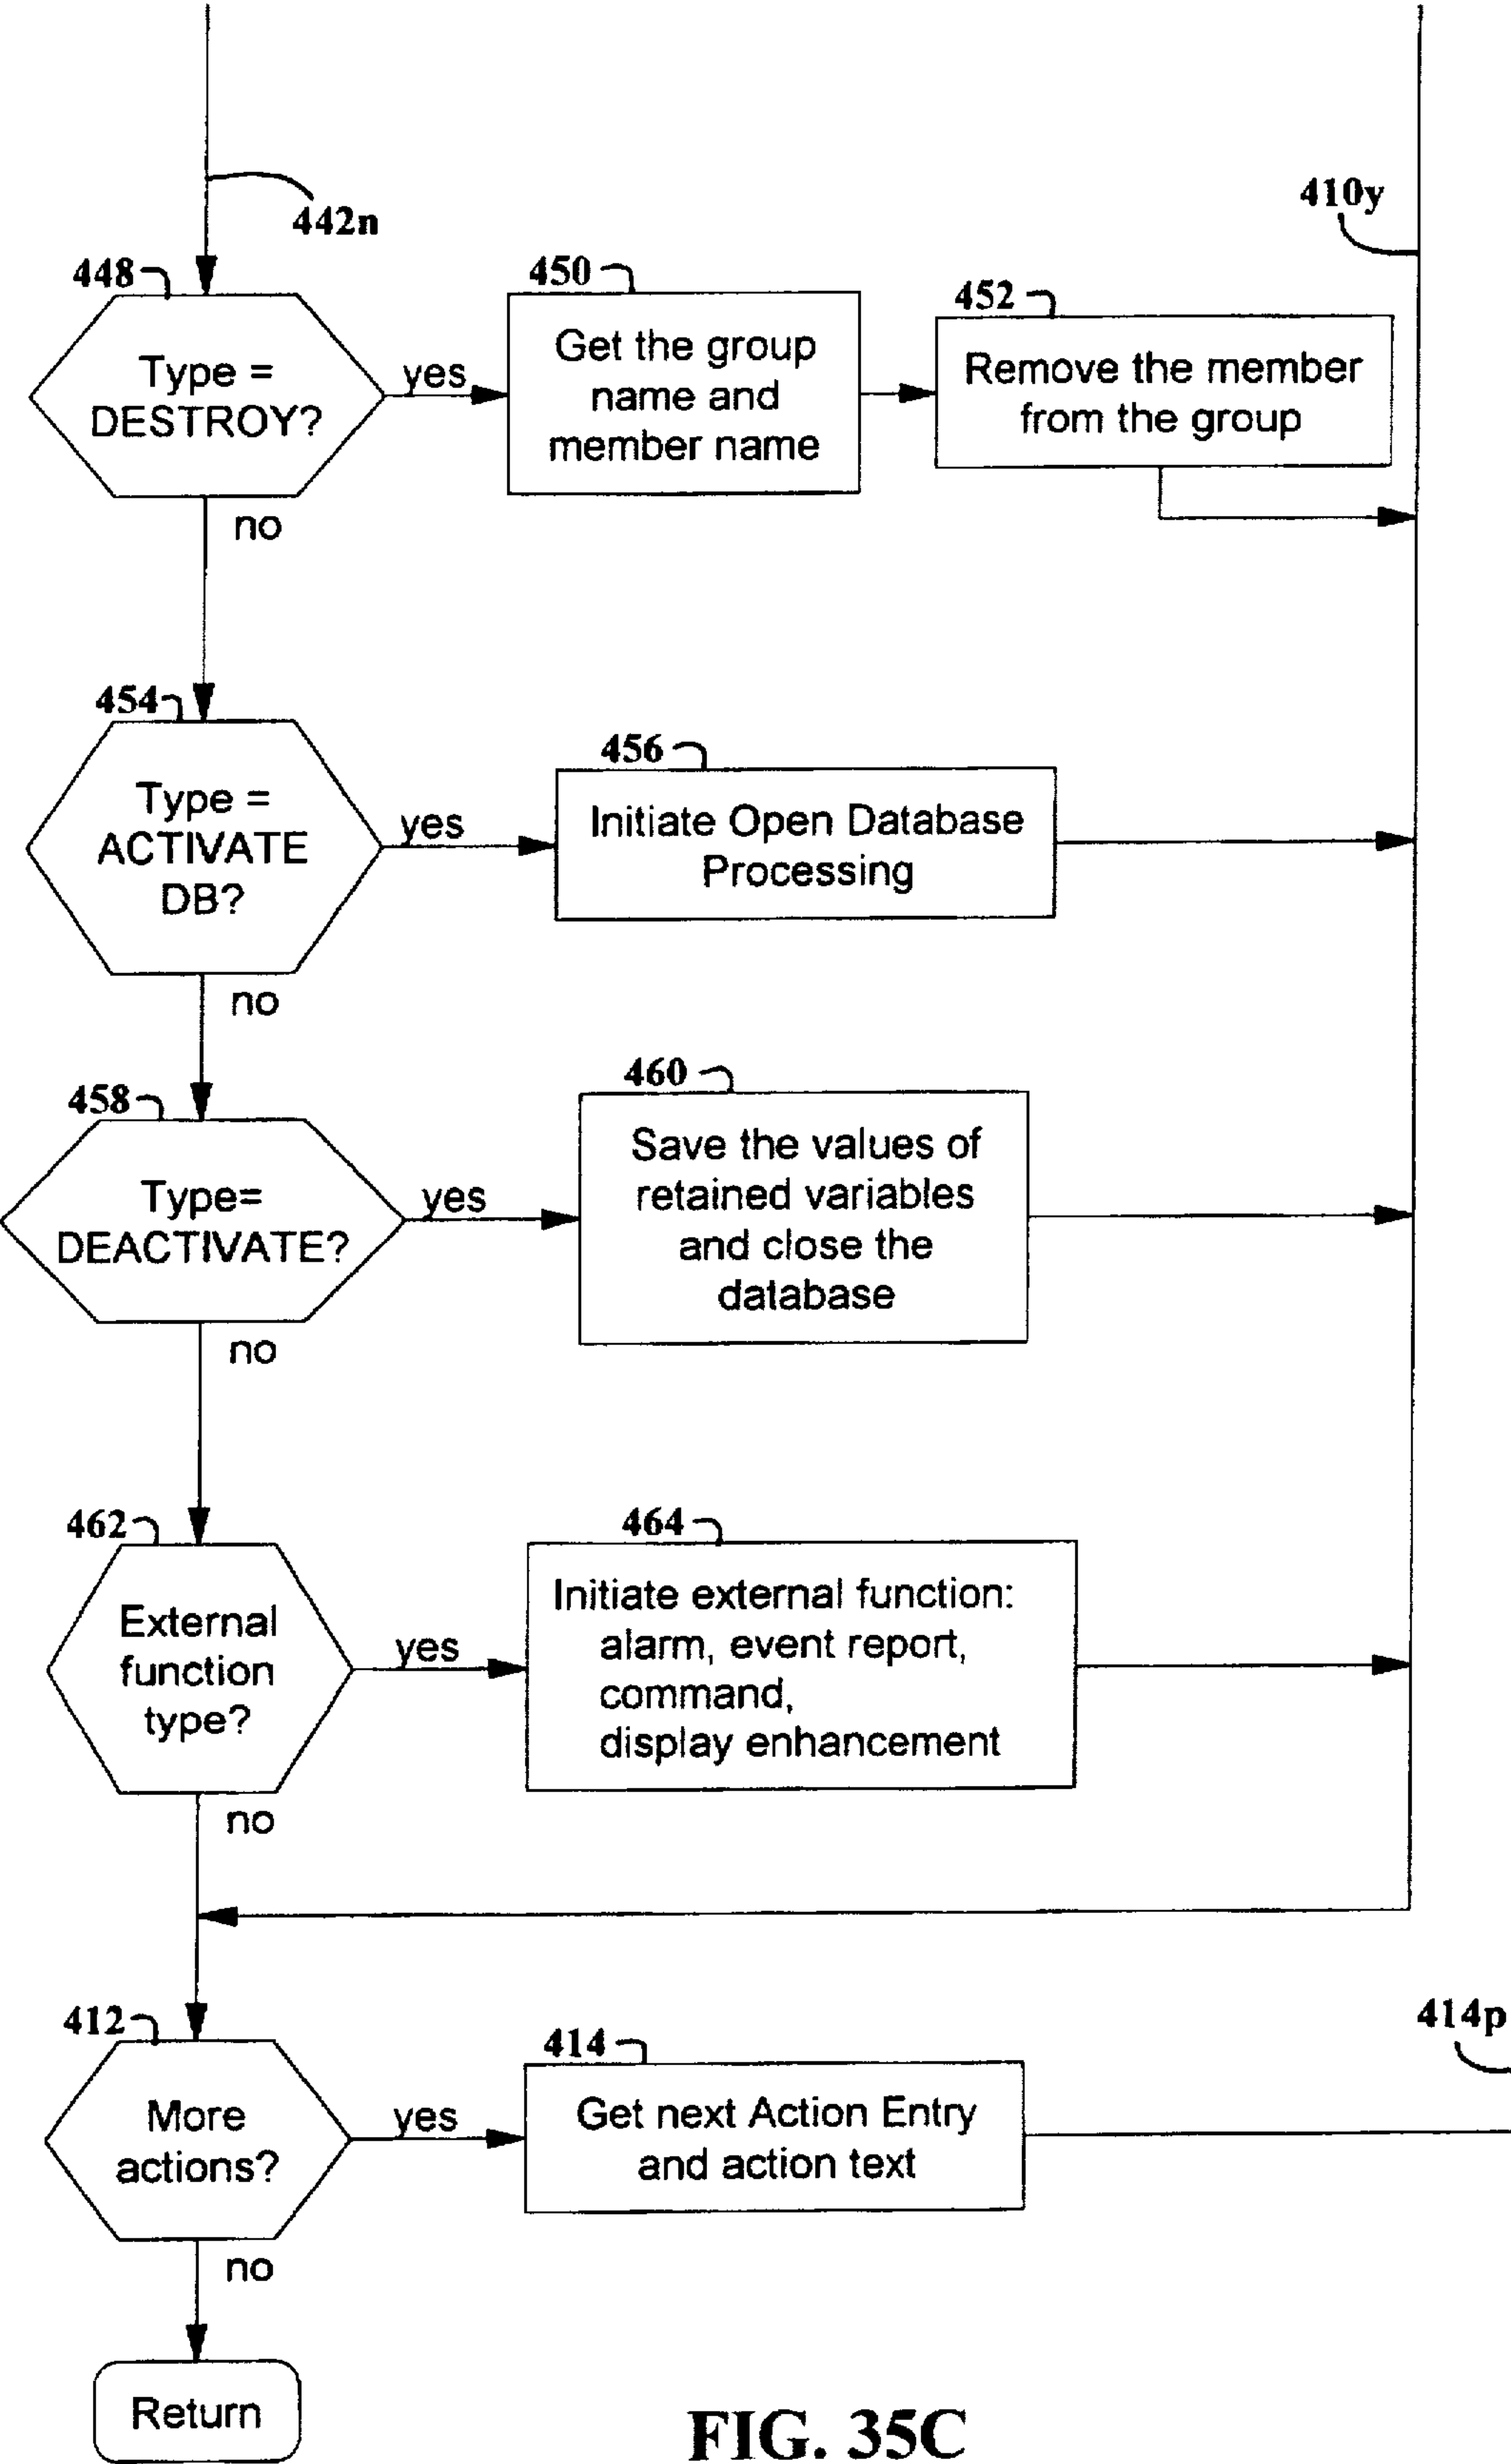 442n
410y
448
Type =
DESTROY?
yes
450
Get the group
name and
member name
452
Remove the member
from the group
no
454
Type =
ACTIVATE
DB?
yes
456
Initiate Open Database
Processing
no
458
Type=
DEACTIVATE?
yes
460
Save the values of
retained variables
and close the
database
no
462
External
function
type?
yes
464
Initiate external function:
alarm, event report,
command,
display enhancement
no
412
More
actions?
yes
414
Get next Action Entry
and action text
414p
no
Return
FIG. 35C